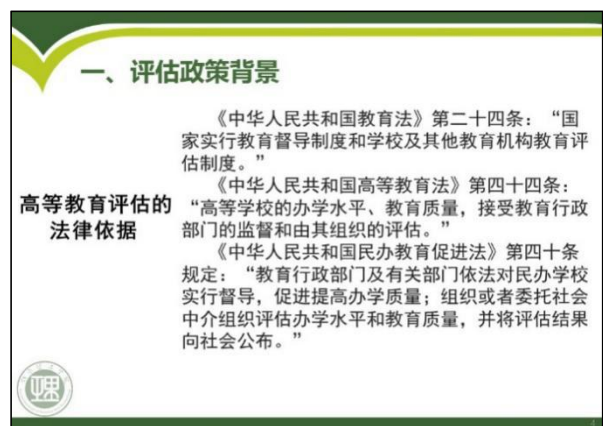 一、评估政策背景
高等教育评估的
法律依据
《中华人民共和国教育法》第二十四条：“国
家实行教育督导制度和学校及其他教育机构教育评
估制度。”
《中华人民共和国高等教育法》第四十四条：
“高等学校的办学水平、教育质量，接受教育行政
部门的监督和由其组织的评估。”
《中华人民共和国民办教育促进法》第四十条
规定：“教育行政部门及有关部门依法对民办学校
实行督导，促进提高办学质量；组织或者委托社会
中介组织评估办学水平和教育质量，并将评估结果
向社会公布。”
4